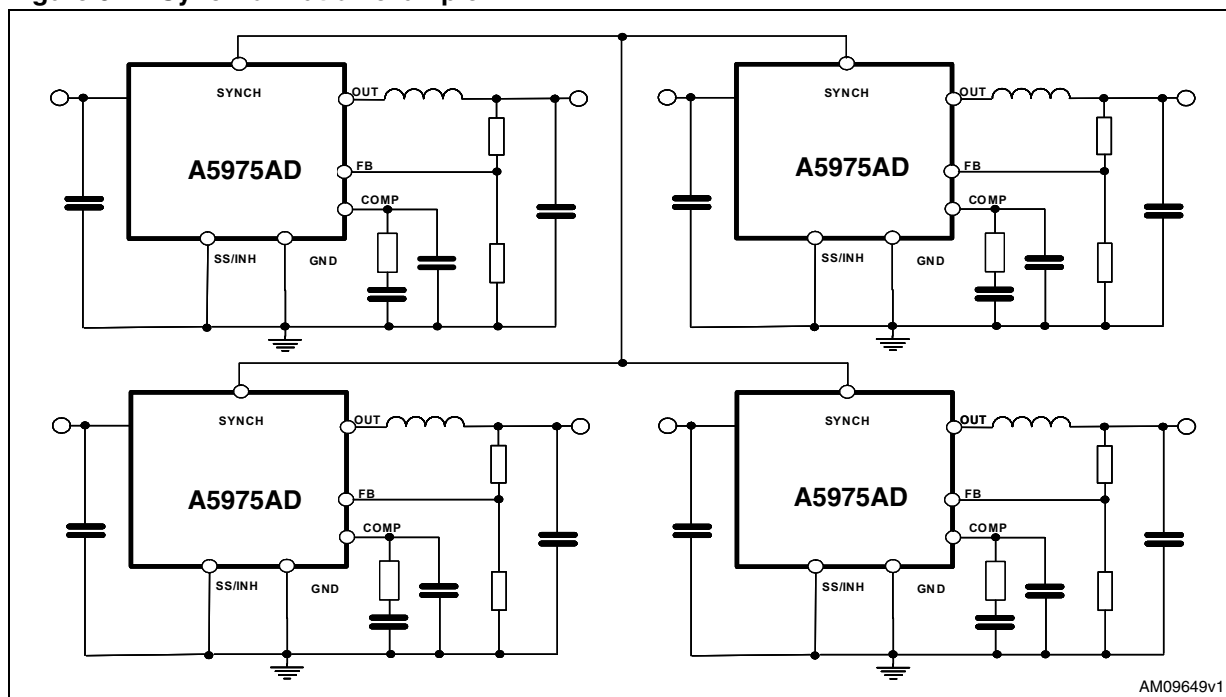 SYNCH
OUT
A5975AD
FB
COMP
SS/INH
GND
SYNCH
OUT
A5975AD
FB
COMP
SS/INH
GND
SYNCH
OUT
A5975AD
FB
COMP
SS/INH
GND
SYNCH
OUT
A5975AD
FB
COMP
SS/INH
GND
AM09649v1